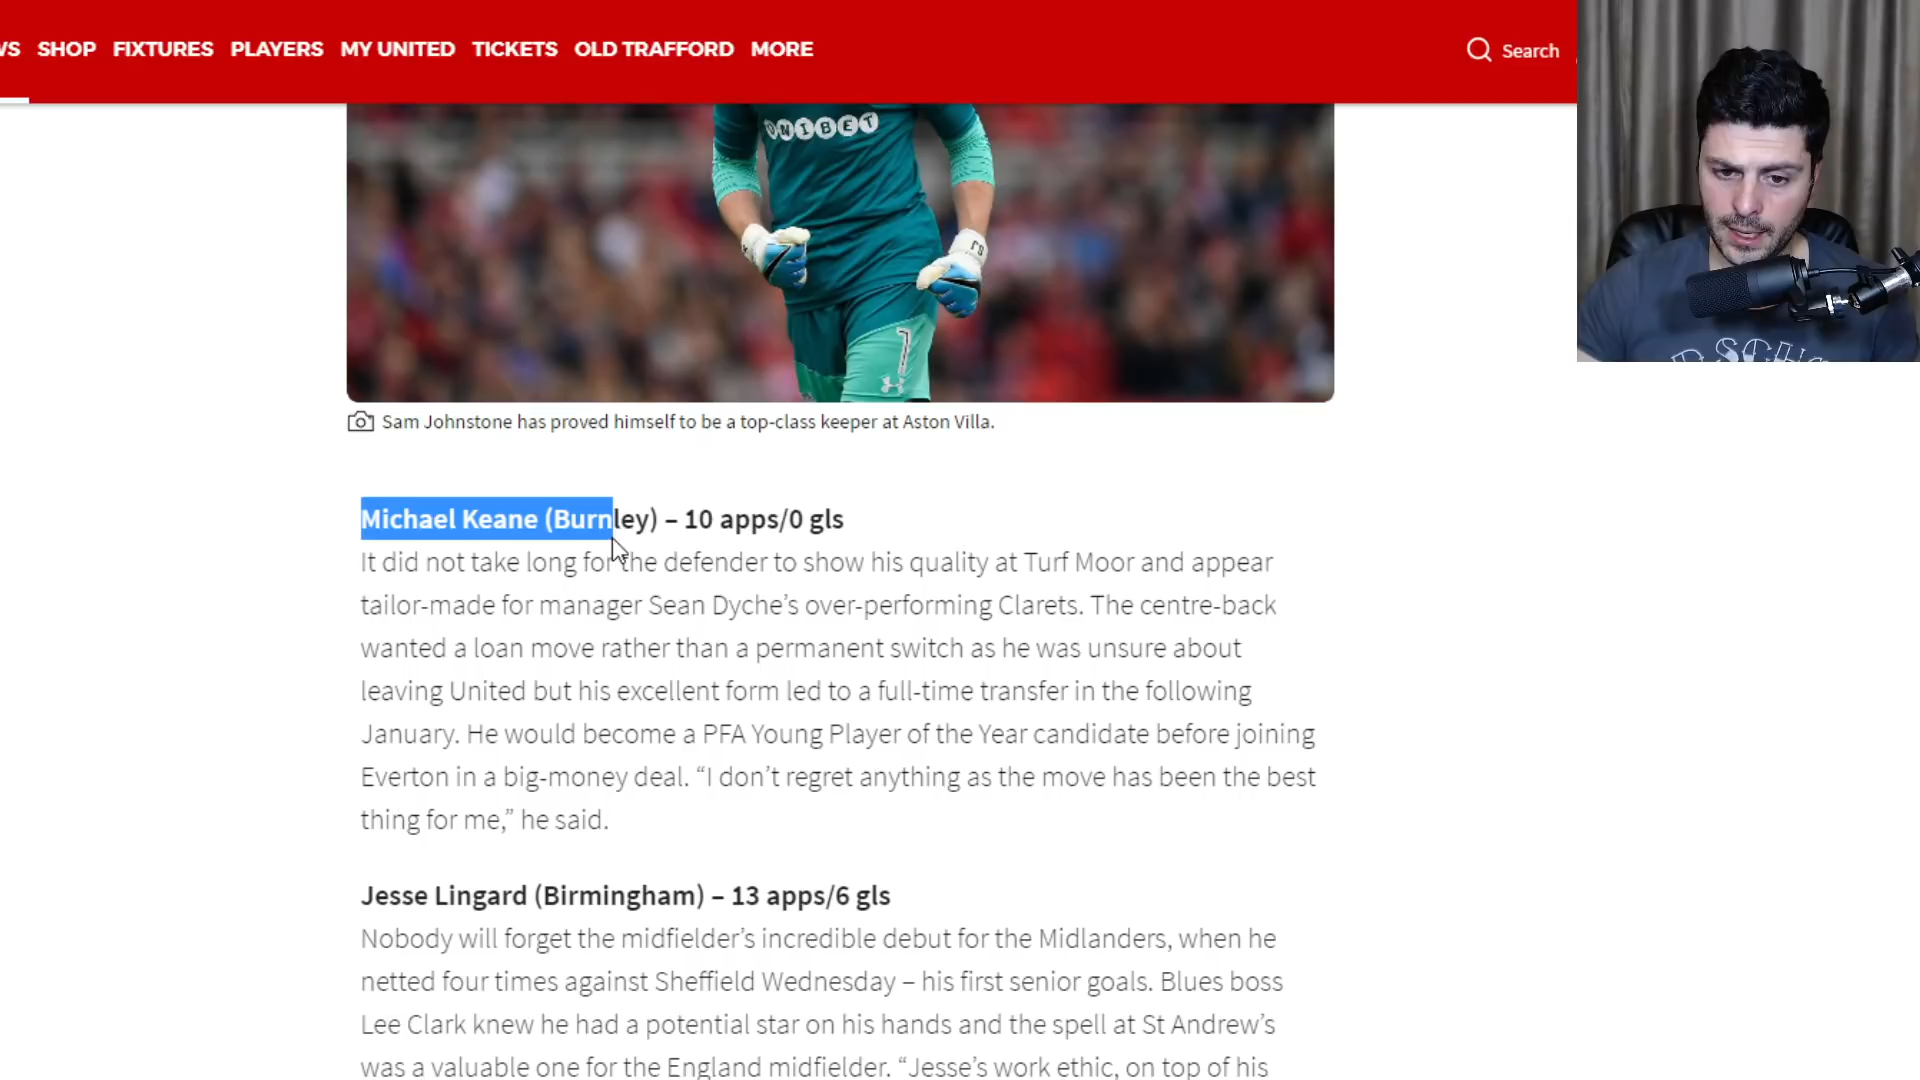 WS SHOP FIXTURES PLAYERS MY UNITED TICKETS OLD TRAFFORD MORE Search
UNIBET
JS
1
Sam Johnstone has proved himself to be a top-class keeper at Aston Villa.
Michael Keane (Burnley) – 10 apps/0 gls
It did not take long for the defender to show his quality at Turf Moor and appear
tailor-made for manager Sean Dyche’s over-performing Clarets. The centre-back
wanted a loan move rather than a permanent switch as he was unsure about
leaving United but his excellent form led to a full-time transfer in the following
January. He would become a PFA Young Player of the Year candidate before joining
Everton in a big-money deal. “I don’t regret anything as the move has been the best
thing for me,” he said.
Jesse Lingard (Birmingham) – 13 apps/6 gls
Nobody will forget the midfielder’s incredible debut for the Midlanders, when he
netted four times against Sheffield Wednesday – his first senior goals. Blues boss
Lee Clark knew he had a potential star on his hands and the spell at St Andrew’s
was a valuable one for the England midfielder. “Jesse’s work ethic, on top of his